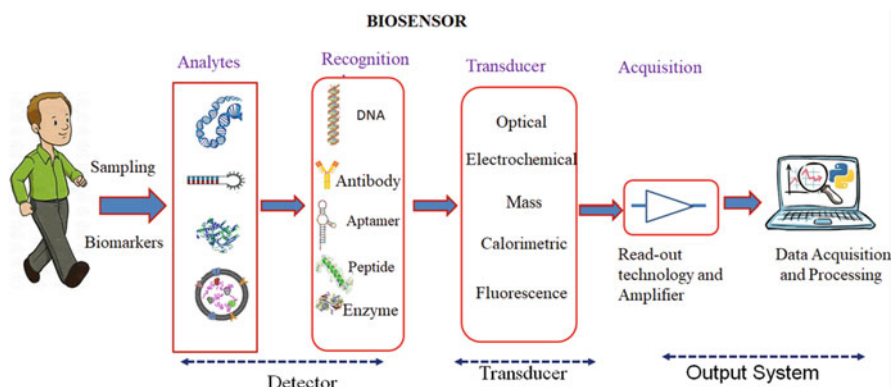 BIOSENSOR
Analytes
Recognition
Transducer
Acquisition
Sampling
Biomarkers
DNA
Antibody
Aptamer
Peptide
Enzyme
Optical
Electrochemical
Mass
Calorimetric
Fluorescence
Read-out
technology and
Amplifier
Data Acquisition
and Processing
Detector
Transducer
Output System